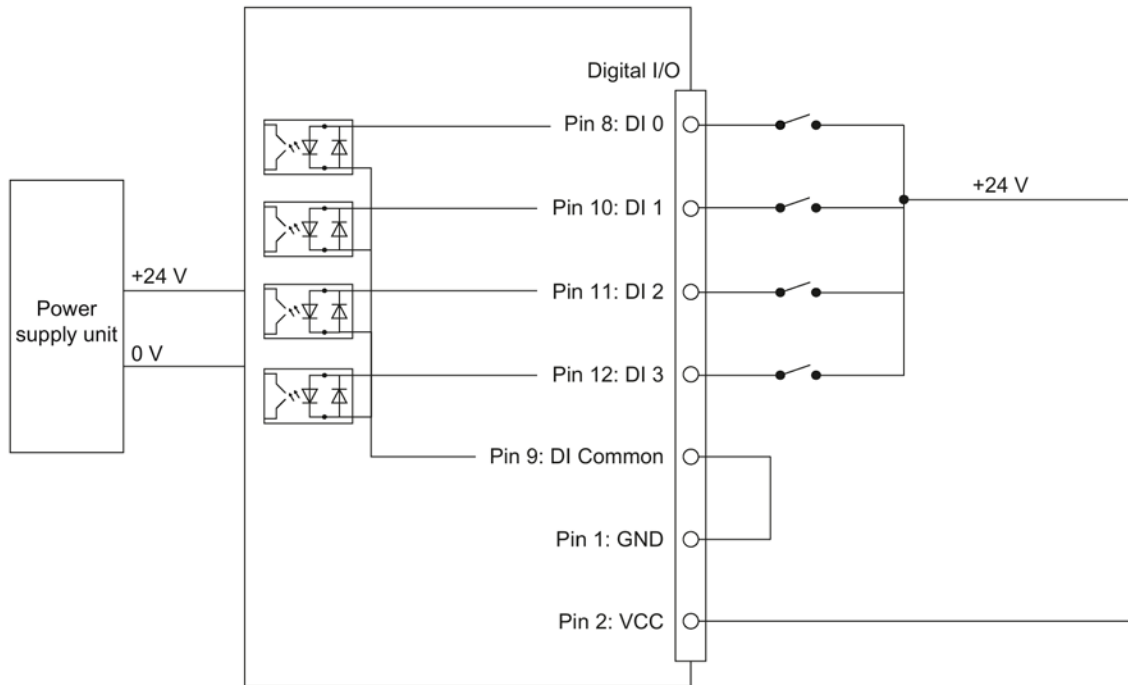 Digital I/O
Pin 8: DI 0
+24 V
Pin 10: DI 1
+24 V
Pin 11: DI 2
Power
supply unit
0 V
Pin 12: DI 3
Pin 9: DI Common
Pin 1: GND
Pin 2: VCC